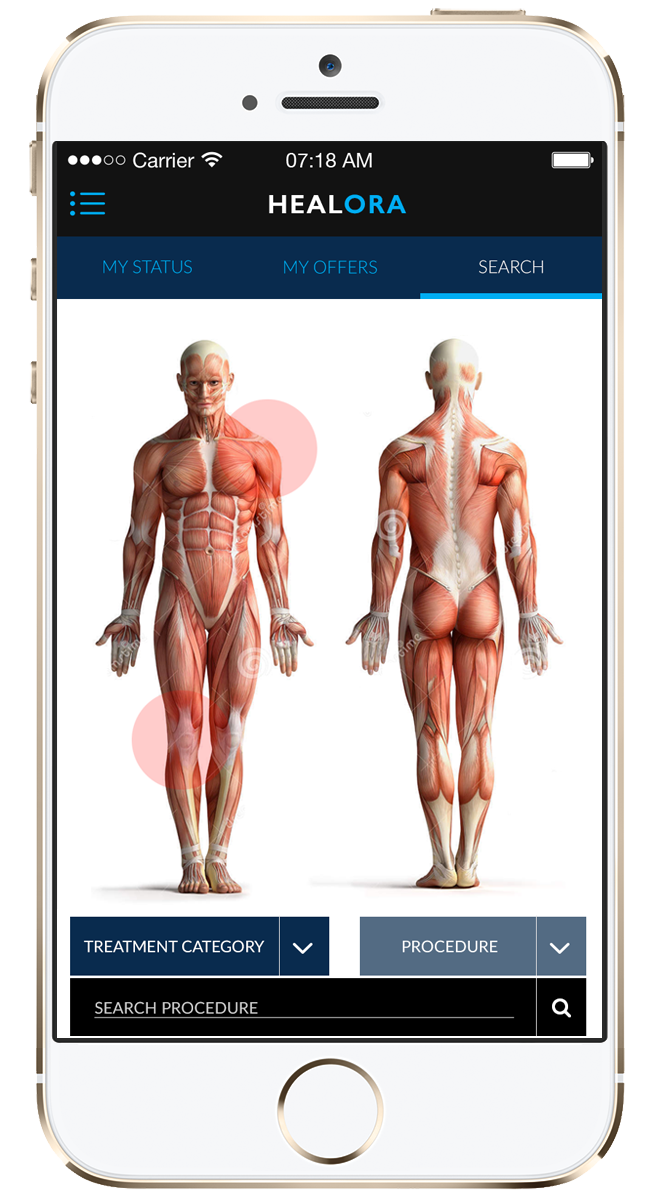 Carrier 07:18 AM
HEALORA
MY STATUS MY OFFERS SEARCH
TREATMENT CATEGORY PROCEDURE
SEARCH PROCEDURE